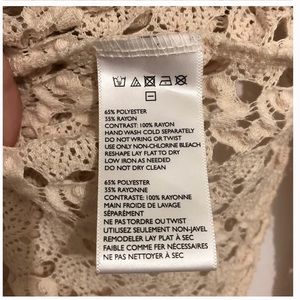 65% POLYESTER
35% RAYON
CONTRAST: 100% RAYON
HAND WASH COLD SEPARATELY
DO NOT WRING OR TWIST
USE ONLY NON-CHLORINE BLEACH
RESHAPE LAY FLAT TO DRY
LOW IRON AS NEEDED
DO NOT DRY CLEAN
65% POLYESTER
35% RAYONNE
CONTRASTE: 100% RAYONNE
MAIN FROIDE DE LAVAGE
SÉPARÉMENT
NE PAS TORDRE OU TWIST
UTILISEZ SEULEMENT NON-JAVEL
REMODELER LAY PLAT À SEC
FAIBLE COMME FER NÉCESSAIRES
NE PAS NETTOYER À SEC